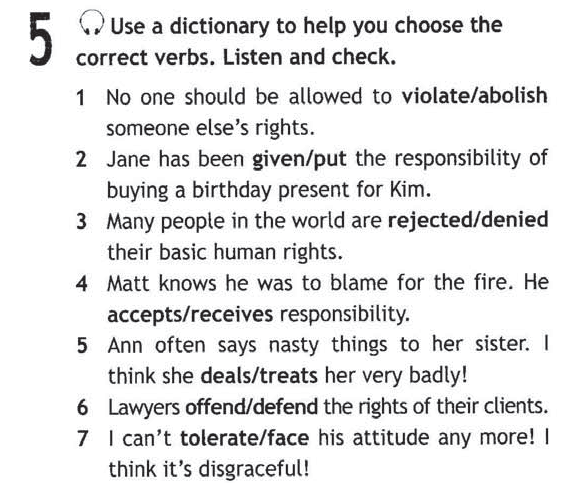 5 Use a dictionary to help you choose the
correct verbs. Listen and check.
1 No one should be allowed to violate/abolish
someone else's rights.
2 Jane has been given/put the responsibility of
buying a birthday present for Kim.
3 Many people in the world are rejected/denied
their basic human rights.
4 Matt knows he was to blame for the fire. He
accepts/receives responsibility.
5 Ann often says nasty things to her sister. I
think she deals/treats her very badly!
6 Lawyers offend/defend the rights of their clients.
7 I can't tolerate/face his attitude any more! I
think it's disgraceful!